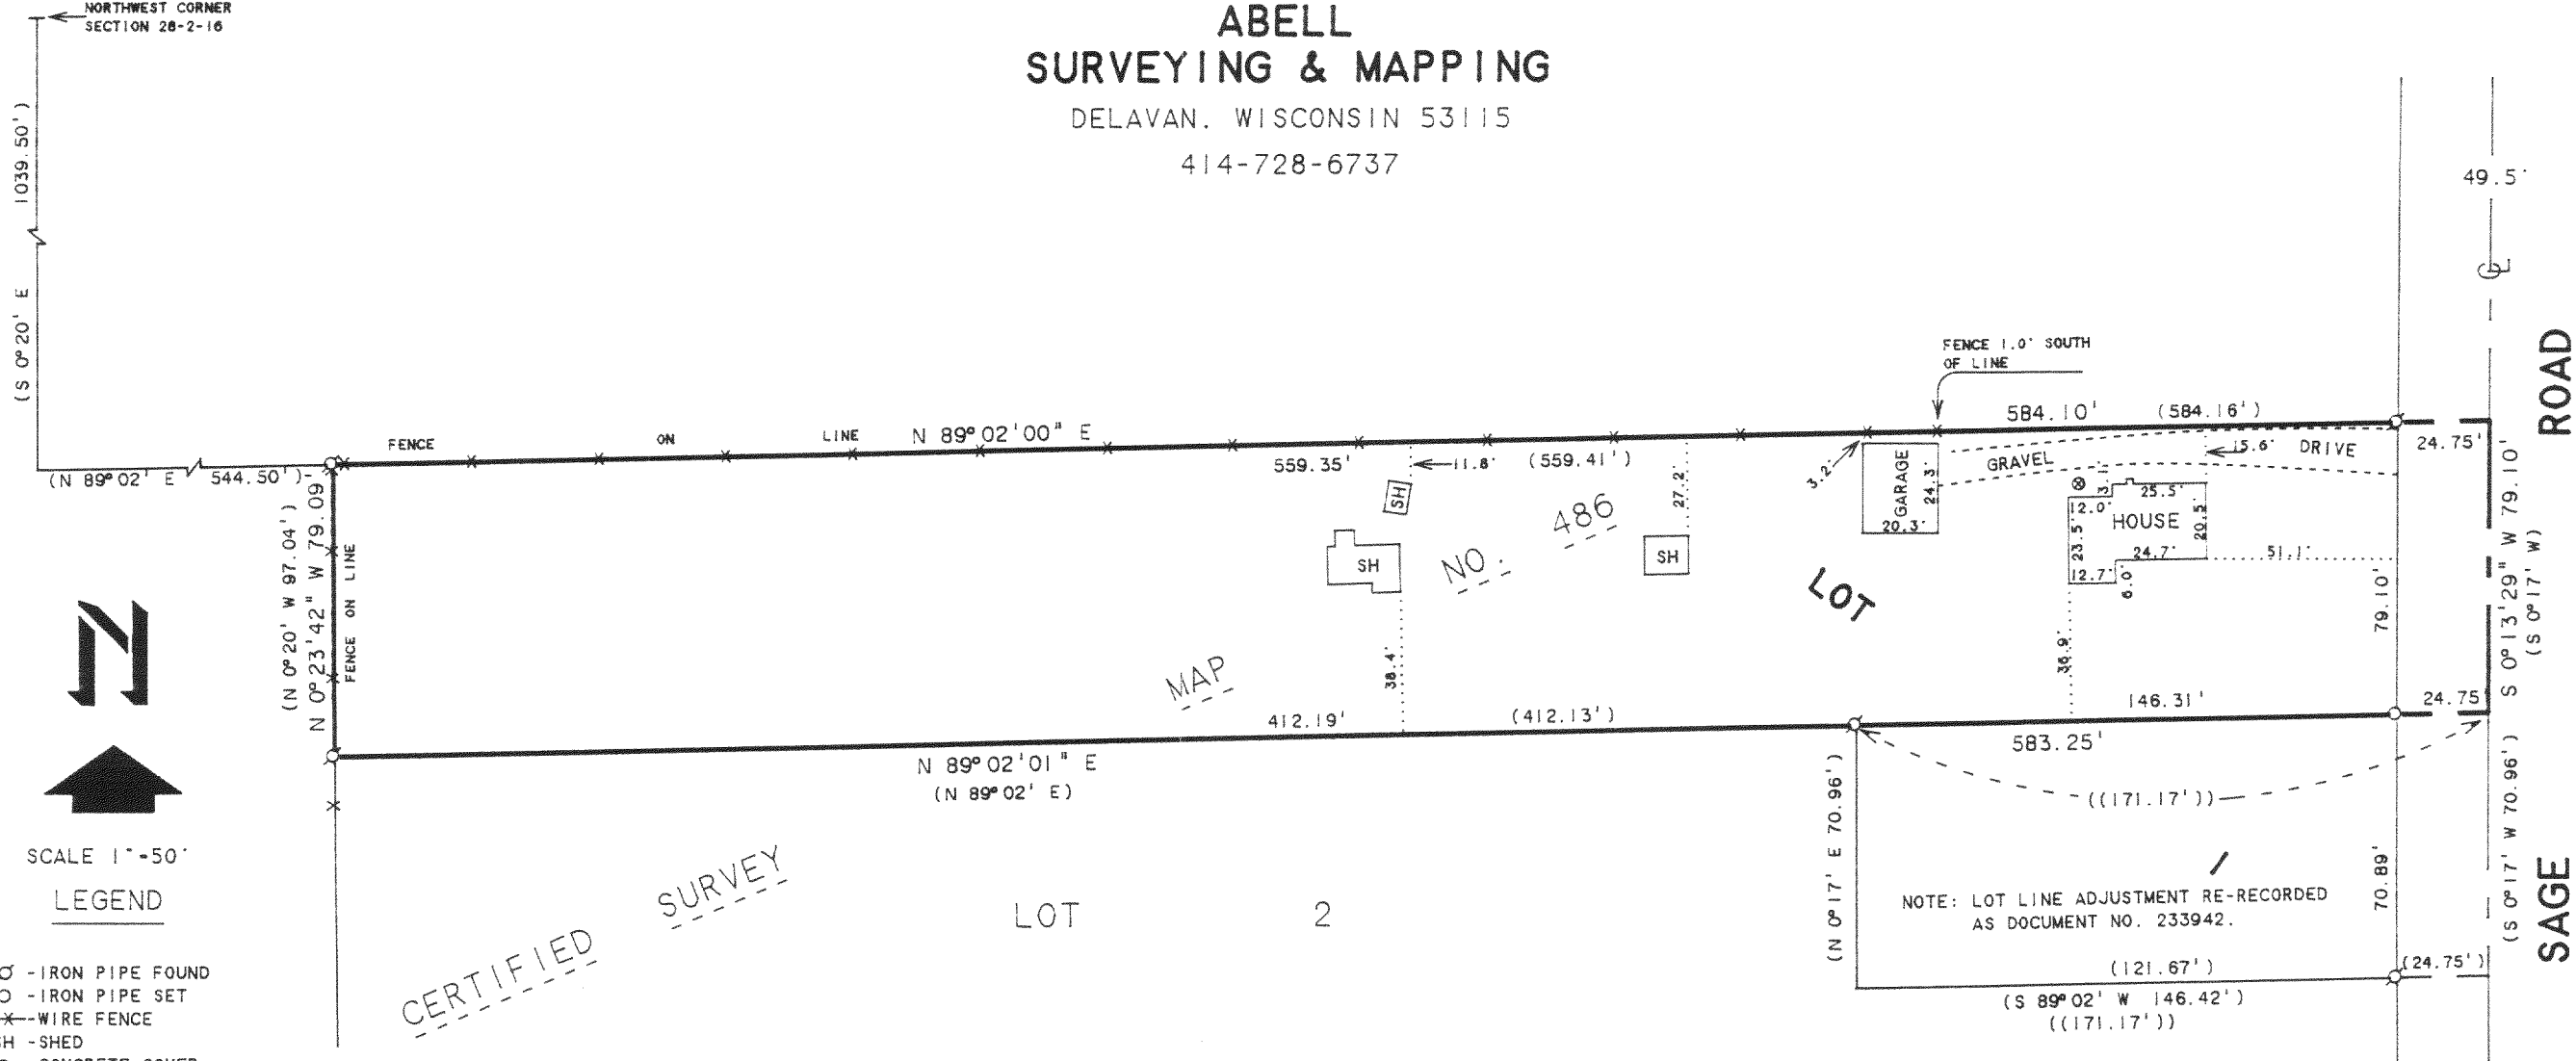 NORTHWEST CORNER
SECTION 28-2-16
ABELL
SURVEYING & MAPPING
DELAVAN. WISCONSIN 53115
414-728-6737
1039.50')
(S 0°20' E
(N 89°02' E
544.50')
49.5'
ROAD
FENCE 1.0' SOUTH
OF LINE
FENCE
ON
LINE
N 89°02'00" E
584.10'
(584.16')
559.35'
11.8'
(559.41')
27.2'
3.2'
GARAGE
24.3'
20.3'
GRAVEL
15.6'
DRIVE
24.75'
3.1'
25.5'
12.0'
HOUSE
20.5'
23.5'
24.7'
51.1'
12.7'
6.0'
SH
SH
SH
(N 0°20' W 97.04')
N 0°23'42" W 79.09
FENCE ON LINE
NO. 486
LOT
38.4'
36.9'
79.10'
S 0°13'29" W 79.10'
(S 0°17' W)
MAP
412.19'
(412.13')
146.31'
24.75'
583.25'
N 89°02'01" E
(N 89°02' E)
N
SCALE 1"-50'
LEGEND
(N 0°17' E 70.96')
((171.17'))
(S 0°17' W 70.96')
1
70.89'
NOTE: LOT LINE ADJUSTMENT RE-RECORDED
AS DOCUMENT NO. 233942.
SURVEY
LOT 2
CERTIFIED
SAGE
(121.67')
(24.75')
(S 89°02' W 146.42')
((171.17'))
-IRON PIPE FOUND
-IRON PIPE SET
-WIRE FENCE
SH -SHED
-CONCRETE COVER